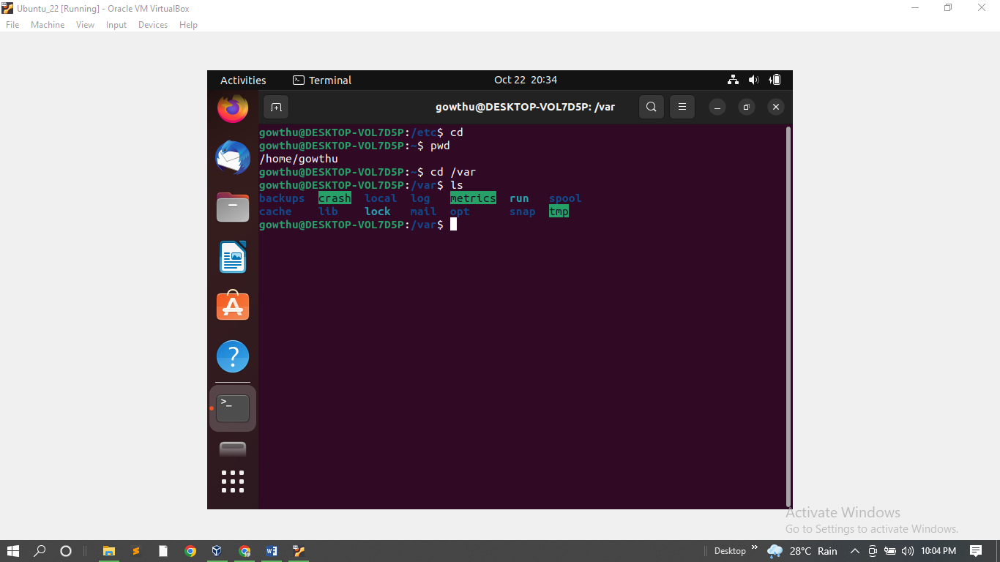 Ubuntu_22 [Running] - Oracle VM VirtualBox
File Machine View Input Devices Help
Activities Terminal Oct 22 20:34
gowthu@DESKTOP-VOL7D5P: /var
gowthu@DESKTOP-VOL7D5P:/etc$ cd
gowthu@DESKTOP-VOL7D5P:~$ pwd
/home/gowthu
gowthu@DESKTOP-VOL7D5P:~$ cd /var
gowthu@DESKTOP-VOL7D5P:/var$ ls
backups crash local log metrics run spool
cache lib lock mail opt snap tmp
gowthu@DESKTOP-VOL7D5P:/var$
Activate Windows
Go to Settings to activate Windows.
Desktop » 28°C Rain 10:04 PM